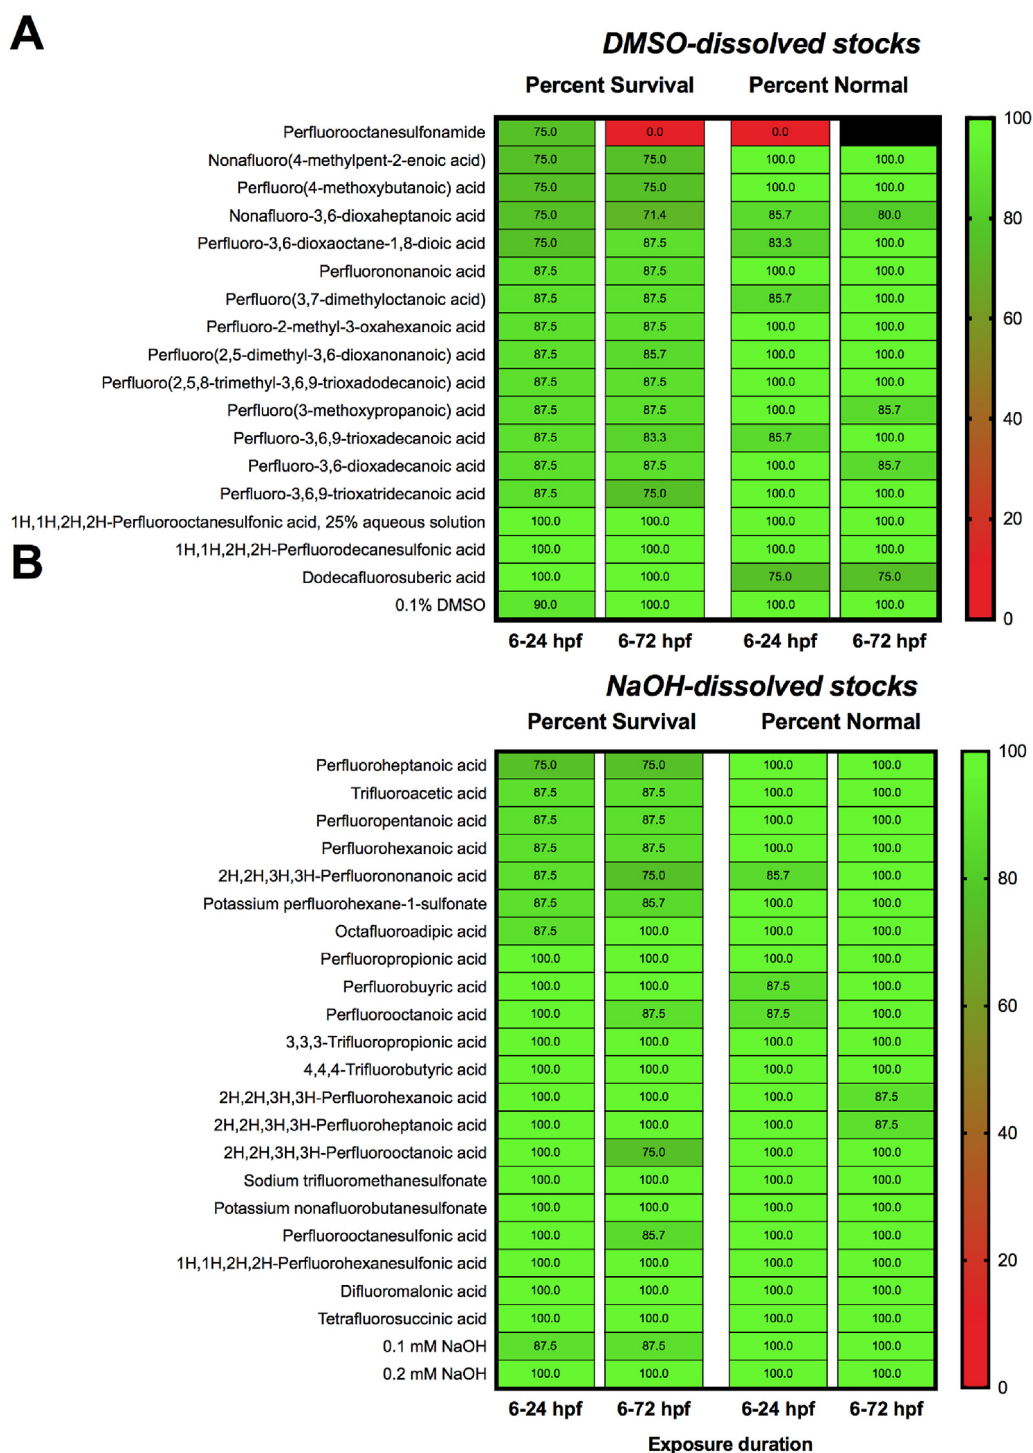 A
DMSO-dissolved stocks
Percent Survival Percent Normal
Perfluorooctanesulfonamide 75.0 0.0 0.0
Nonafluoro(4-methylpent-2-enoic acid) 75.0 75.0 100.0 100.0
Perfluoro(4-methoxybutanoic) acid 75.0 75.0 100.0 100.0
Nonafluoro-3,6-dioxaheptanoic acid 75.0 71.4 85.7 80.0
Perfluoro-3,6-dioxaoctane-1,8-dioic acid 75.0 87.5 83.3 100.0
Perfluorononanoic acid 87.5 87.5 100.0 100.0
Perfluoro(3,7-dimethyloctanoic acid) 87.5 87.5 85.7 100.0
Perfluoro-2-methyl-3-oxahexanoic acid 87.5 87.5 100.0 100.0
Perfluoro(2,5-dimethyl-3,6-dioxanonanoic) acid 87.5 85.7 100.0 100.0
Perfluoro(2,5,8-trimethyl-3,6,9-trioxadodecanoic) acid 87.5 87.5 100.0 100.0
Perfluoro(3-methoxypropanoic) acid 87.5 87.5 100.0 85.7
Perfluoro-3,6,9-trioxadecanoic acid 87.5 83.3 85.7 100.0
Perfluoro-3,6-dioxadecanoic acid 87.5 87.5 100.0 85.7
Perfluoro-3,6,9-trioxatridecanoic acid 87.5 75.0 100.0 100.0
1H,1H,2H,2H-Perfluorooctanesulfonic acid, 25% aqueous solution 100.0 100.0 100.0 100.0
1H,1H,2H,2H-Perfluorodecanesulfonic acid 100.0 100.0 100.0 100.0
Dodecafluorosuberic acid 100.0 100.0 75.0 75.0
0.1% DMSO 90.0 100.0 100.0 100.0
6-24 hpf 6-72 hpf 6-24 hpf 6-72 hpf
100
80
60
40
20
0
B
NaOH-dissolved stocks
Percent Survival Percent Normal
Perfluoroheptanoic acid 75.0 75.0 100.0 100.0
Trifluoroacetic acid 87.5 87.5 100.0 100.0
Perfluoropentanoic acid 87.5 87.5 100.0 100.0
Perfluorohexanoic acid 87.5 87.5 100.0 100.0
2H,2H,3H,3H-Perfluorononanoic acid 87.5 75.0 85.7 100.0
Potassium perfluorohexane-1-sulfonate 87.5 85.7 100.0 100.0
Octafluoroadipic acid 87.5 100.0 100.0 100.0
Perfluoropropionic acid 100.0 100.0 100.0 100.0
Perfluorobuyric acid 100.0 100.0 87.5 100.0
Perfluorooctanoic acid 100.0 87.5 87.5 100.0
3,3,3-Trifluoropropionic acid 100.0 100.0 100.0 100.0
4,4,4-Trifluorobutyric acid 100.0 100.0 100.0 100.0
2H,2H,3H,3H-Perfluorohexanoic acid 100.0 100.0 100.0 87.5
2H,2H,3H,3H-Perfluoroheptanoic acid 100.0 100.0 100.0 87.5
2H,2H,3H,3H-Perfluorooctanoic acid 100.0 75.0 100.0 100.0
Sodium trifluoromethanesulfonate 100.0 100.0 100.0 100.0
Potassium nonafluorobutanesulfonate 100.0 100.0 100.0 100.0
Perfluorooctanesulfonic acid 100.0 85.7 100.0 100.0
1H,1H,2H,2H-Perfluorohexanesulfonic acid 100.0 100.0 100.0 100.0
Difluoromalonic acid 100.0 100.0 100.0 100.0
Tetrafluorosuccinic acid 100.0 100.0 100.0 100.0
0.1 mM NaOH 87.5 87.5 100.0 100.0
0.2 mM NaOH 100.0 100.0 100.0 100.0
6-24 hpf 6-72 hpf 6-24 hpf 6-72 hpf
Exposure duration
100
80
60
40
20
0